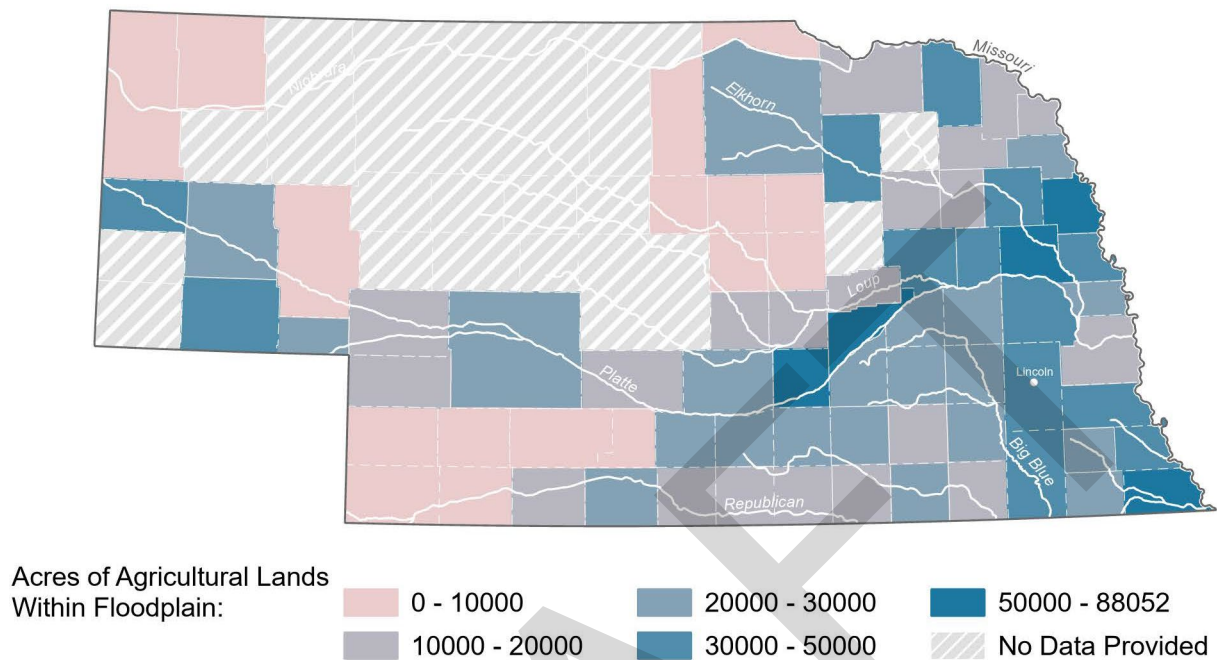 Missouri
Niobrara
Elkhorn
Loup
Platte
Lincoln
Big Blue
Republican
Acres of Agricultural Lands
Within Floodplain:
0 - 10000
20000 - 30000
50000 - 88052
10000 - 20000
30000 - 50000
No Data Provided